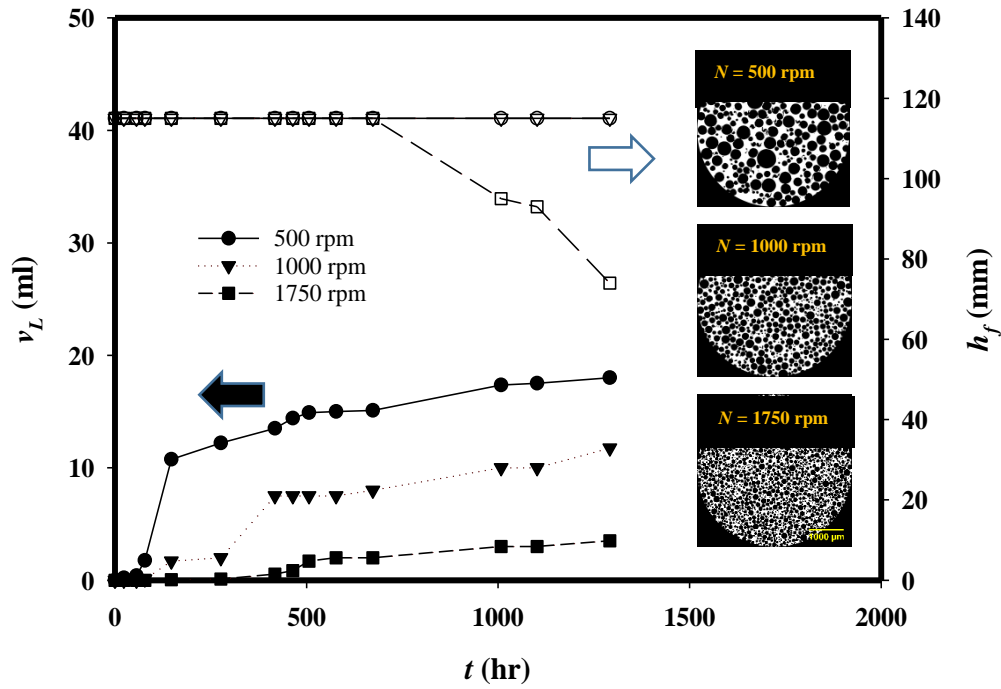 50
40
30
20
10
0
v_L (ml)
140
120
100
80
60
40
20
0
h_f (mm)
N = 500 rpm
N = 1000 rpm
N = 1750 rpm
1000 µm
500 rpm
1000 rpm
1750 rpm
0 500 1000 1500 2000
t (hr)